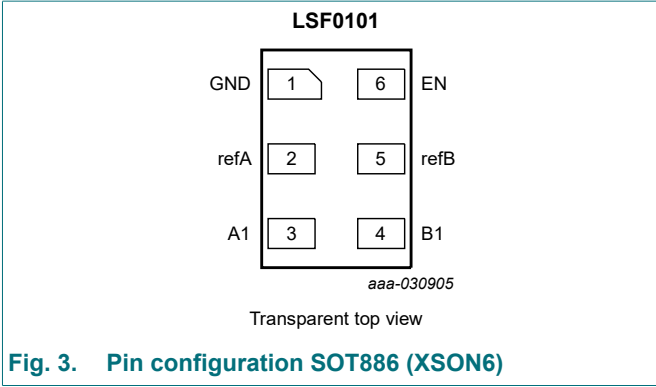 LSF0101
GND 1 6 EN
refA 2 5 refB
A1 3 4 B1
aaa-030905
Transparent top view
Fig. 3. Pin configuration SOT886 (XSON6)